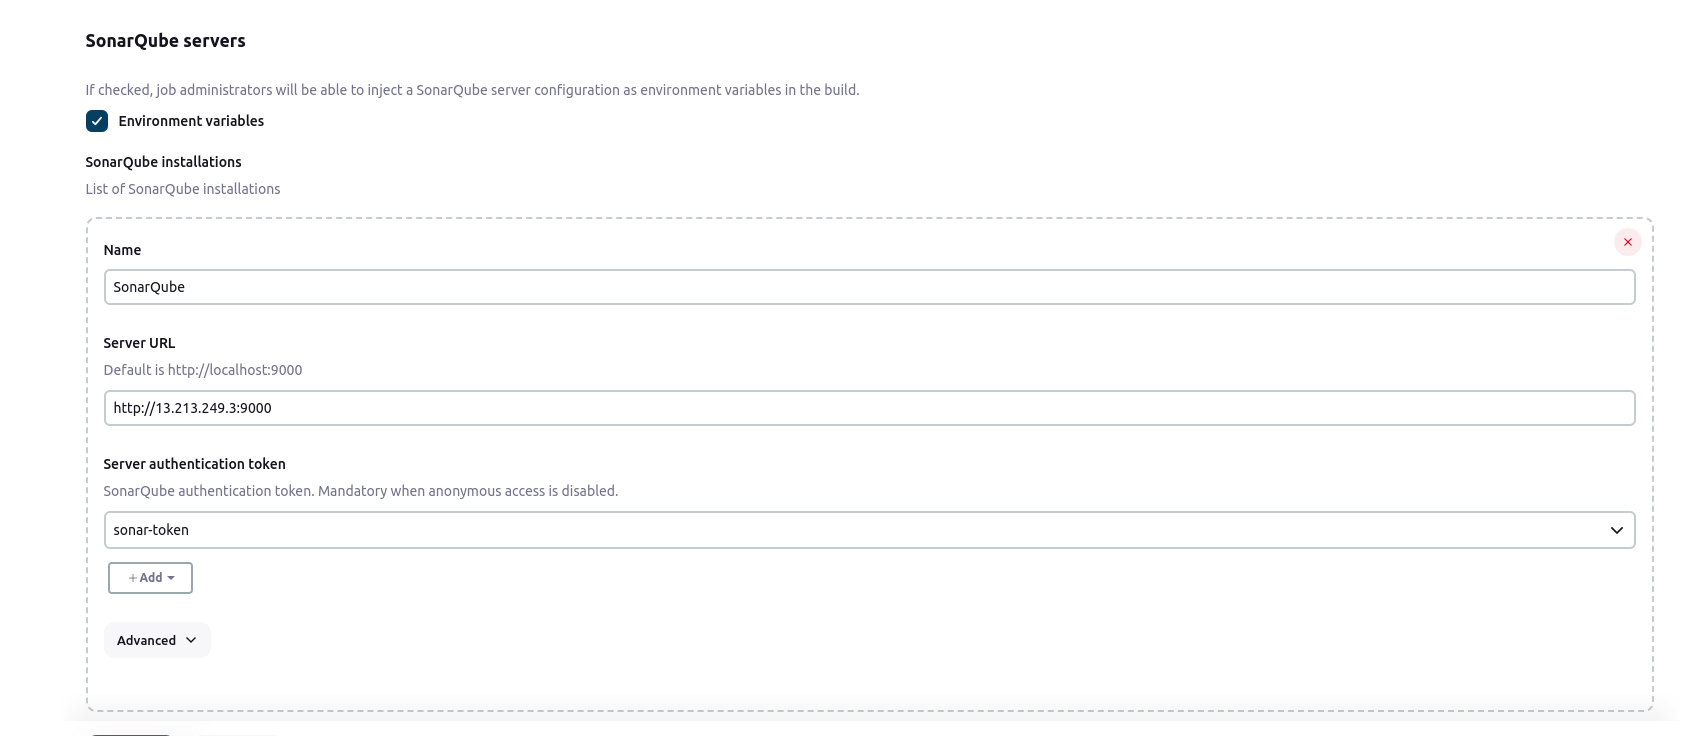 SonarQube servers
If checked, job administrators will be able to inject a SonarQube server configuration as environment variables in the build.
Environment variables
SonarQube installations
List of SonarQube installations
Name
SonarQube
Server URL
Default is http://localhost:9000
http://13.213.249.3:9000
Server authentication token
SonarQube authentication token. Mandatory when anonymous access is disabled.
sonar-token
+ Add
Advanced